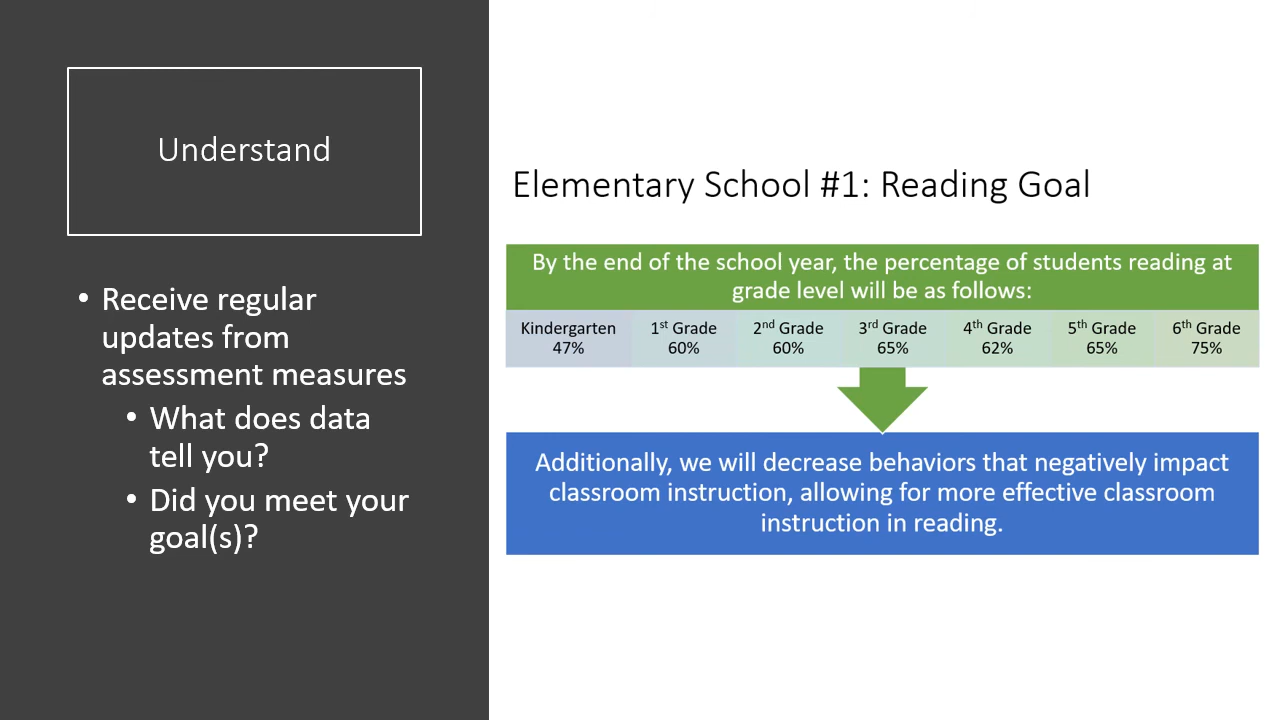 Understand
• Receive regular
updates from
assessment measures
• What does data
tell you?
• Did you meet your
goal(s)?
Elementary School #1: Reading Goal
By the end of the school year, the percentage of students reading at
grade level will be as follows:
Kindergarten 1st Grade 2nd Grade 3rd Grade 4th Grade 5th Grade 6th Grade
47% 60% 60% 65% 62% 65% 75%
Additionally, we will decrease behaviors that negatively impact
classroom instruction, allowing for more effective classroom
instruction in reading.